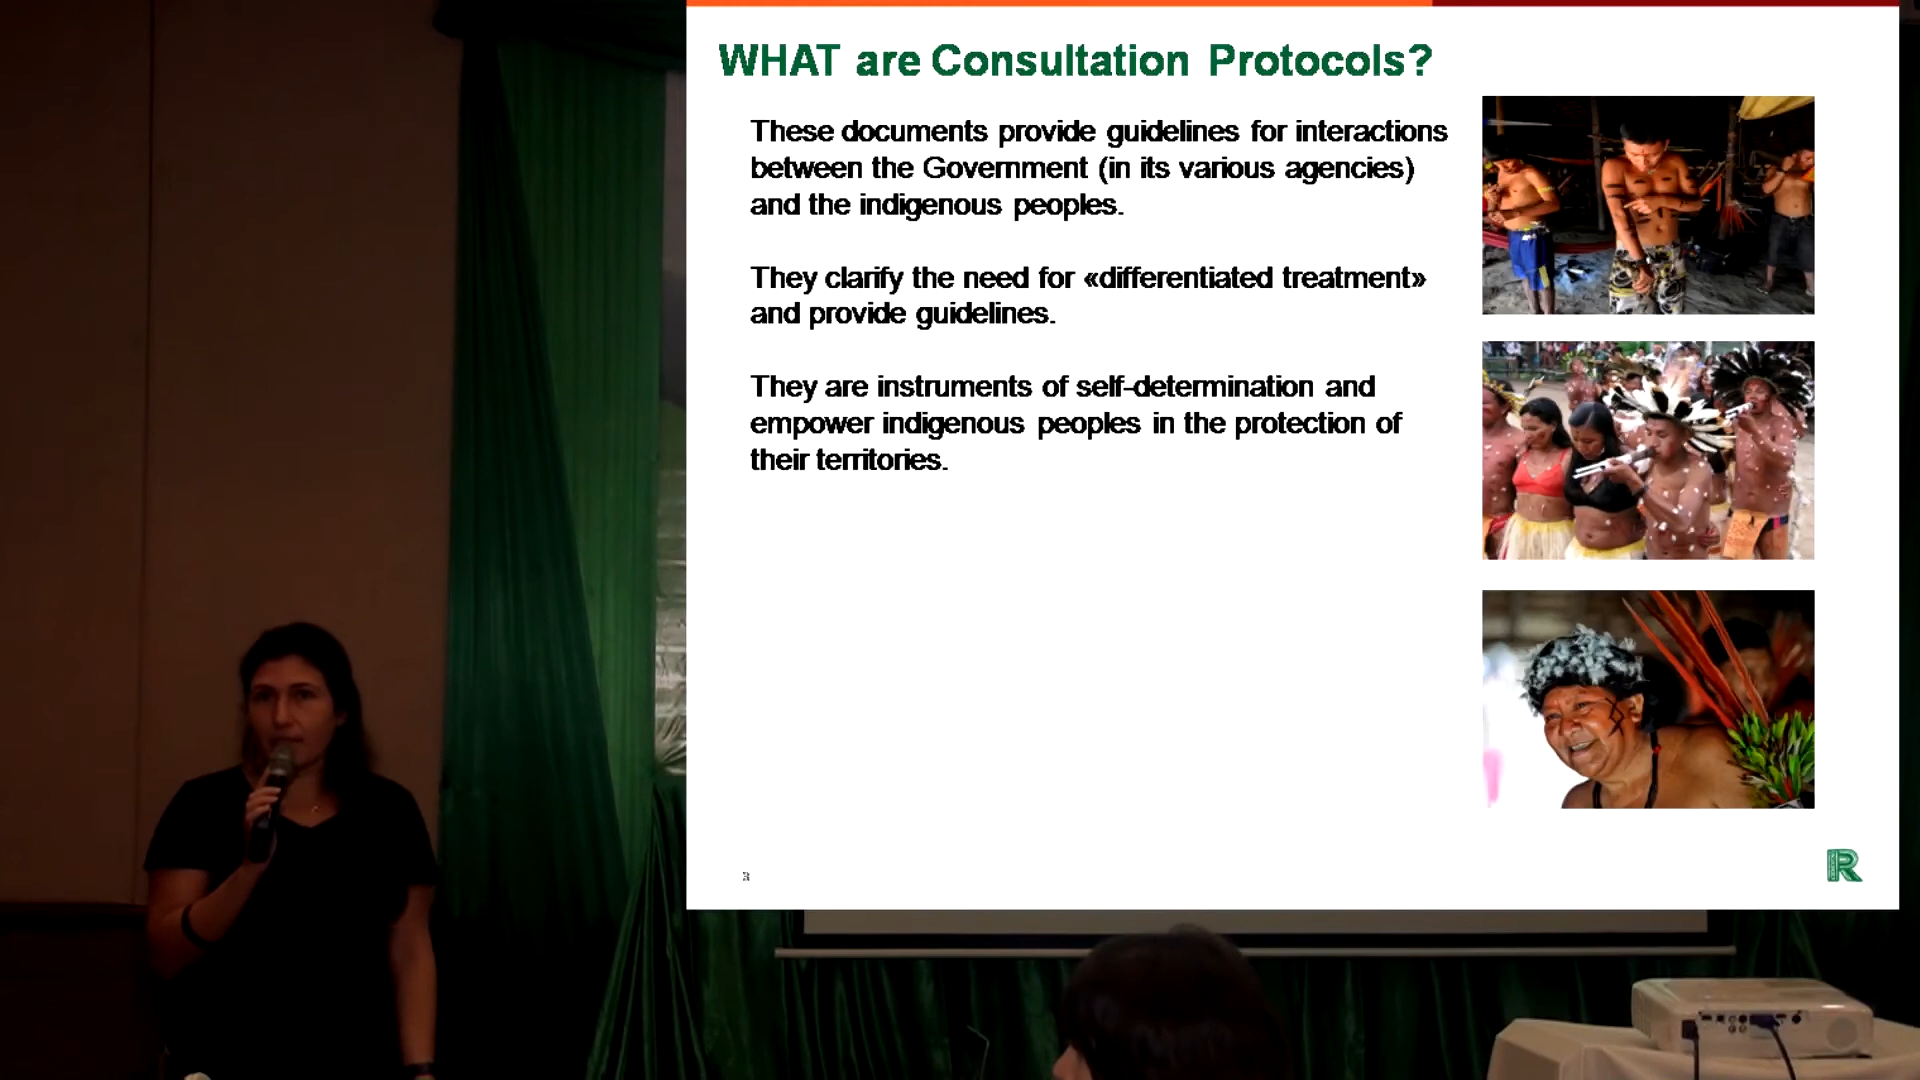 WHAT are Consultation Protocols?
These documents provide guidelines for interactions
between the Government (in its various agencies)
and the indigenous peoples.
They clarify the need for «differentiated treatment»
and provide guidelines.
They are instruments of self-determination and
empower indigenous peoples in the protection of
their territories.
R